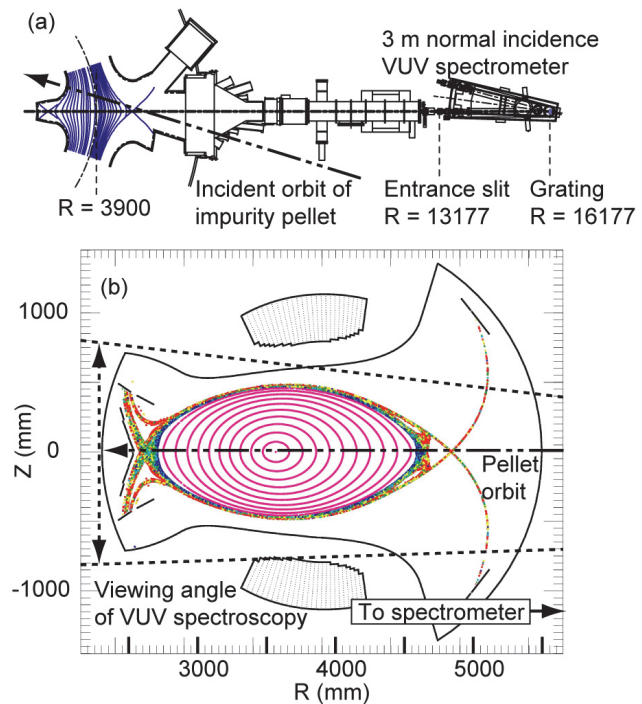 (a)
3 m normal incidence
VUV spectrometer
R = 3900
Incident orbit of
impurity pellet
Entrance slit
R = 13177
Grating
R = 16177
(b)
1000
0
-1000
Z (mm)
Pellet
orbit
Viewing angle
of VUV spectroscopy
To spectrometer
3000
4000
5000
R (mm)